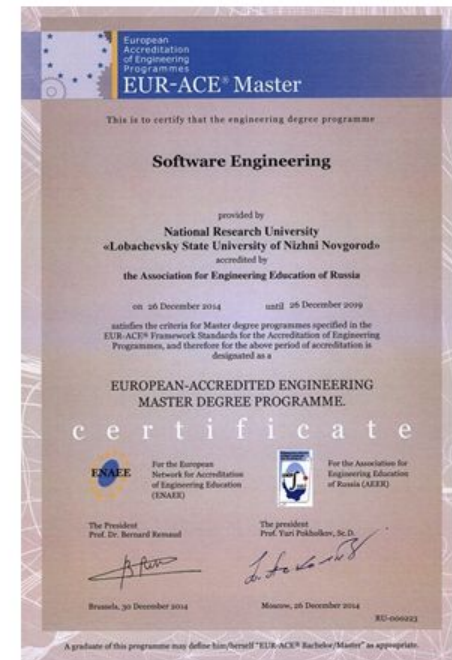 European
Accreditation
of Engineering
Programmes
EUR-ACE® Master
This is to certify that the engineering degree programme
Software Engineering
provided by
National Research University
«Lobachevsky State University of Nizhni Novgorod»
accredited by
the Association for Engineering Education of Russia
on 26 December 2014 until 26 December 2019
satisfies the criteria for Master degree programmes specified in the
EUR-ACE® Framework Standards for the Accreditation of Engineering
Programmes, and therefore for the above period of accreditation is
designated as a
EUROPEAN-ACCREDITED ENGINEERING
MASTER DEGREE PROGRAMME.
certificate
ENAEE
For the European
Network for Accreditation
of Engineering Education
(ENAEE)
For the Association for
Engineering Education
of Russia (AEER)
The President
Prof. Dr. Bernard Remaud
The president
Prof. Yuri Pokholkov, Sc.D.
Brussels, 30 December 2014
Moscow, 26 December 2014
RU-000223
A graduate of this programme may define him/herself "EUR-ACE® Bachelor/Master" as appropriate.